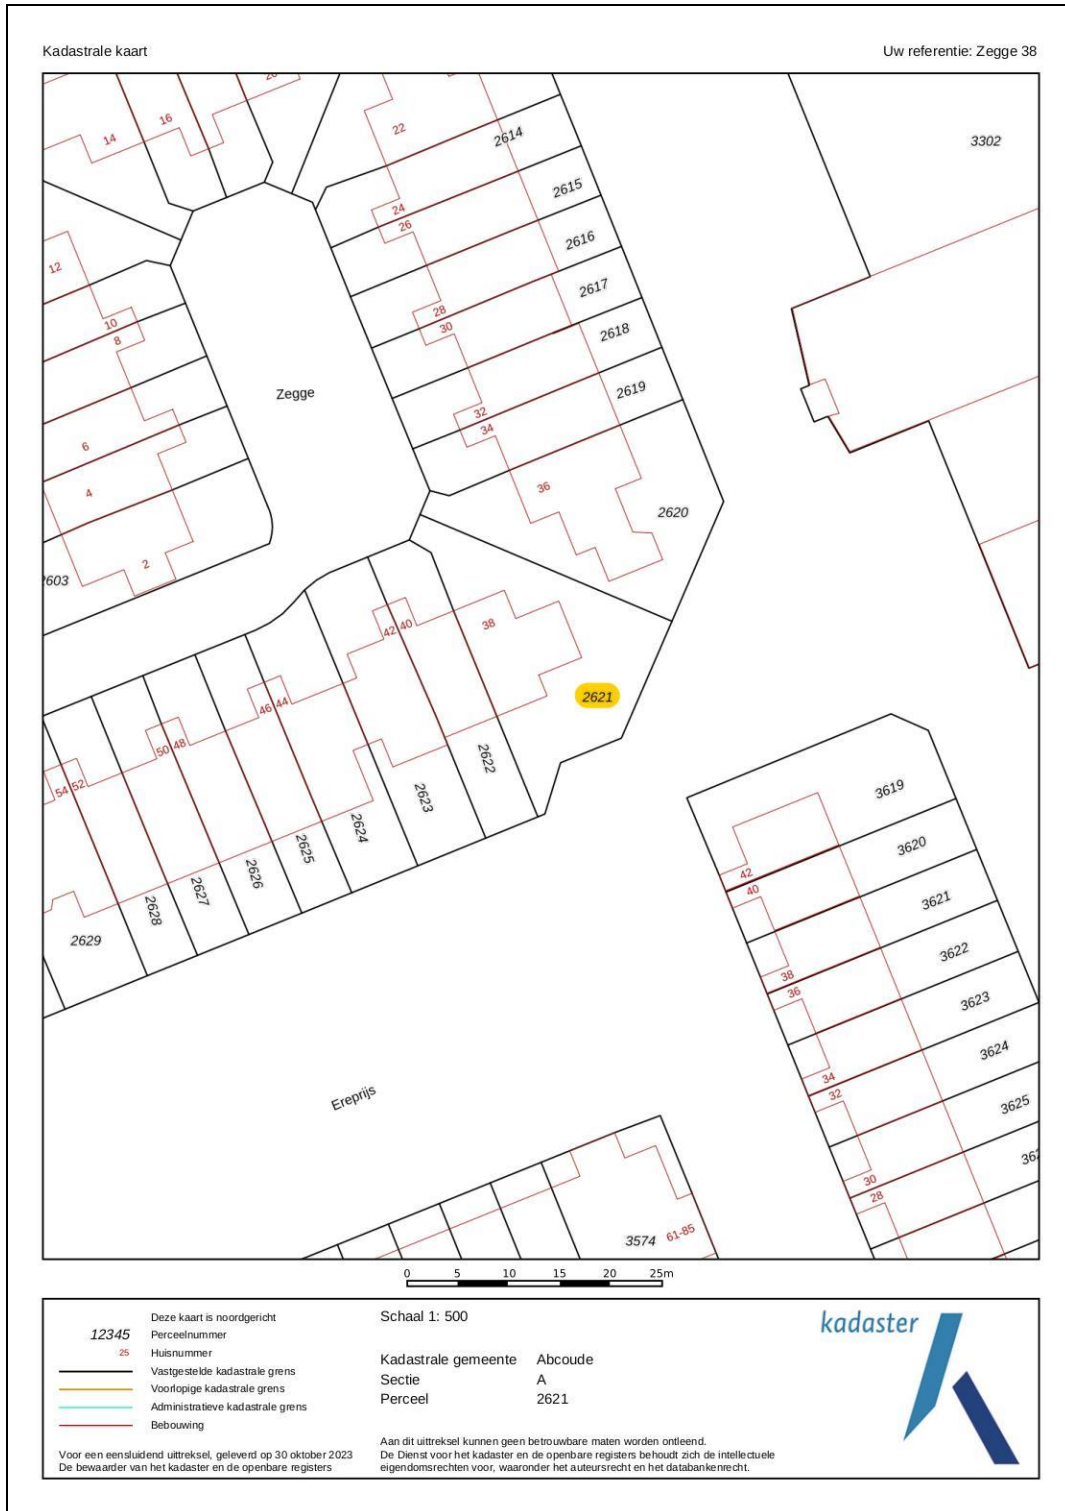 Kadastrale kaart
Uw referentie: Zegge 38
14
16
22
2614
3302
24
26
2615
2616
12
10
8
28
30
2617
2618
Zegge
2619
6
4
32
34
36
2620
2
42 40
38
46 44
2621
50 48
54 52
2622
2623
2624
2625
2626
2627
2628
2629
3619
3620
42
40
3621
3622
38
36
3623
3624
34
32
3625
30
28
Ereprijs
3574
61-85
0 5 10 15 20 25m
Deze kaart is noordgericht
12345 Perceelnummer
25 Huisnummer
Vastgestelde kadastrale grens
Voorlopige kadastrale grens
Administratieve kadastrale grens
Bebouwing
Voor een eensluidend uittreksel, geleverd op 30 oktober 2023
De bewaarder van het kadaster en de openbare registers
Schaal 1: 500
Kadastrale gemeente Abcoude
Sectie A
Perceel 2621
Aan dit uittreksel kunnen geen betrouwbare maten worden ontleend.
De Dienst voor het kadaster en de openbare registers behoudt zich de intellectuele
eigendomsrechten voor, waaronder het auteursrecht en het databankenrecht.
kadaster